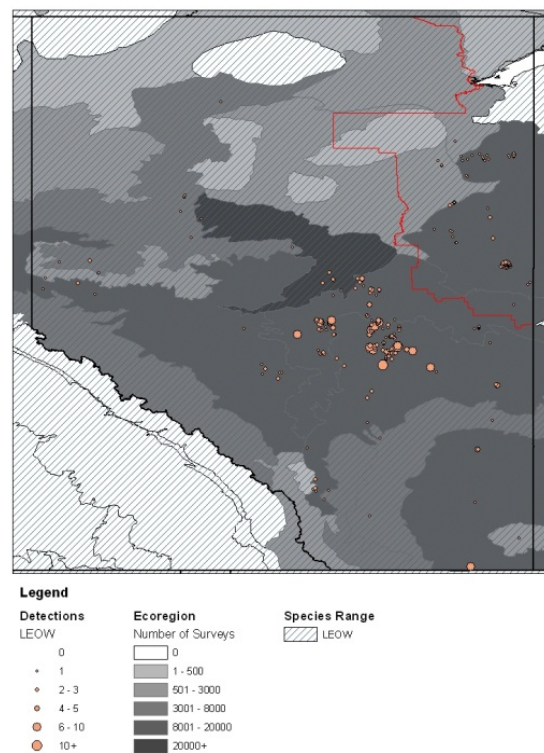 Legend
Detections
LEOW
0
1
2 - 3
4 - 5
6 - 10
10+
Ecoregion
Number of Surveys
0
1 - 500
501 - 3000
3001 - 8000
8001 - 20000
20000+
Species Range
LEOW